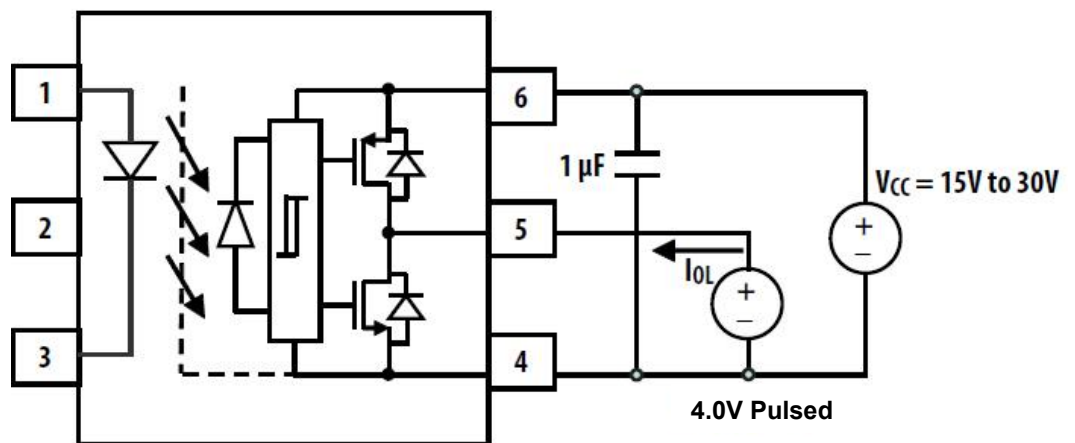 1
2
3
6
5
4
1 µF
VCC = 15V to 30V
+
−
IOL
+
−
4.0V Pulsed